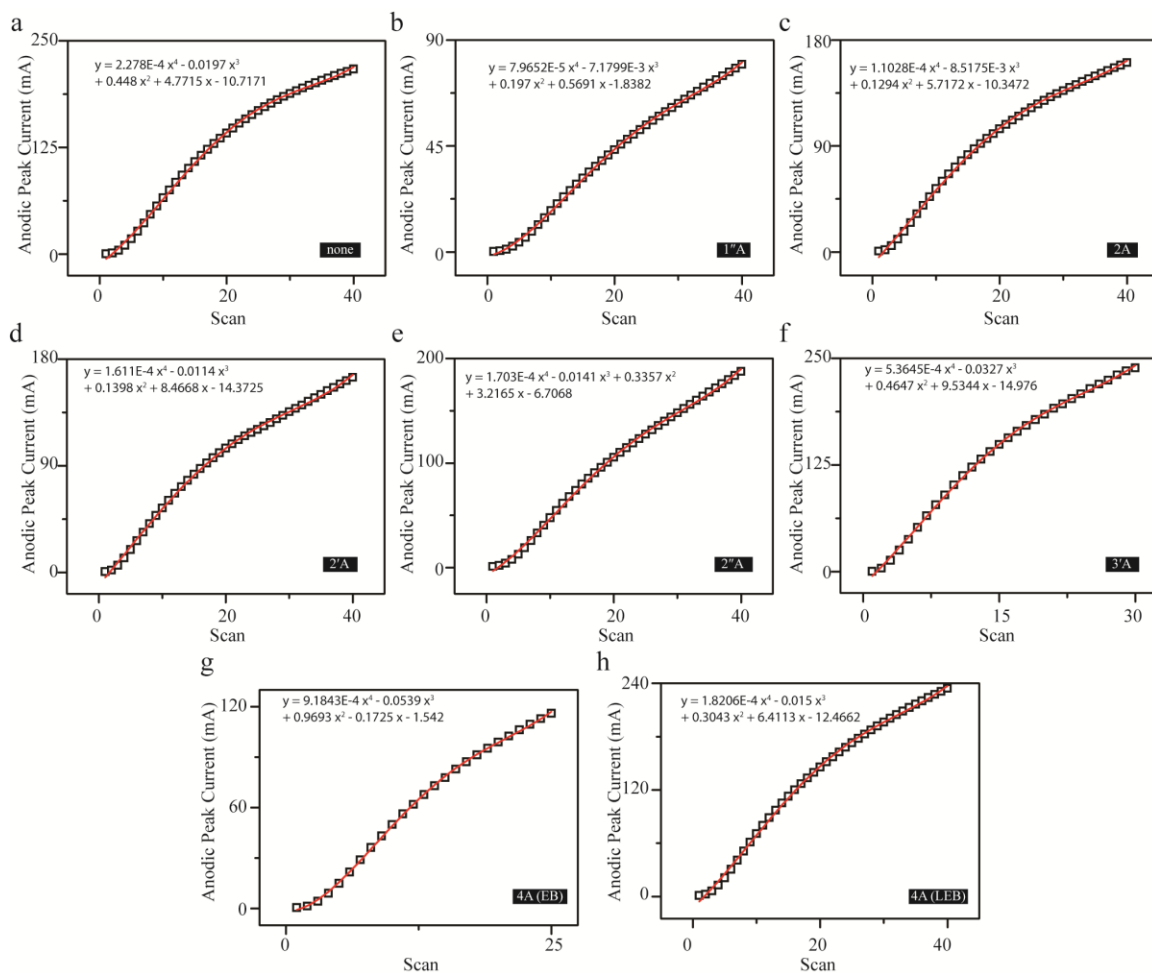 a
250
y = 2.278E-4 x⁴ - 0.0197 x³
+ 0.448 x² + 4.7715 x - 10.7171
125
0
Anodic Peak Current (mA)
none
0 20 40
Scan
b
90
y = 7.9652E-5 x⁴ - 7.1799E-3 x³
+ 0.197 x² + 0.5691 x -1.8382
45
0
Anodic Peak Current (mA)
1"A
0 20 40
Scan
c
180
y = 1.1028E-4 x⁴ - 8.5175E-3 x³
+ 0.1294 x² + 5.7172 x - 10.3472
90
0
Anodic Peak Current (mA)
2A
0 20 40
Scan
d
180
y = 1.611E-4 x⁴ - 0.0114 x³
+ 0.1398 x² + 8.4668 x - 14.3725
90
0
Anodic Peak Current (mA)
2'A
0 20 40
Scan
e
200
y = 1.703E-4 x⁴ - 0.0141 x³ + 0.3357 x²
+ 3.2165 x - 6.7068
100
0
Anodic Peak Current (mA)
2"A
0 20 40
Scan
f
250
y = 5.3645E-4 x⁴ - 0.0327 x³
+ 0.4647 x² + 9.5344 x - 14.976
125
0
Anodic Peak Current (mA)
3'A
0 15 30
Scan
g
120
y = 9.1843E-4 x⁴ - 0.0539 x³
+ 0.9693 x² - 0.1725 x - 1.542
60
0
Anodic Peak Current (mA)
4A (EB)
0 25
Scan
h
240
y = 1.8206E-4 x⁴ - 0.015 x³
+ 0.3043 x² + 6.4113 x - 12.4662
120
0
Anodic Peak Current (mA)
4A (LEB)
0 20 40
Scan